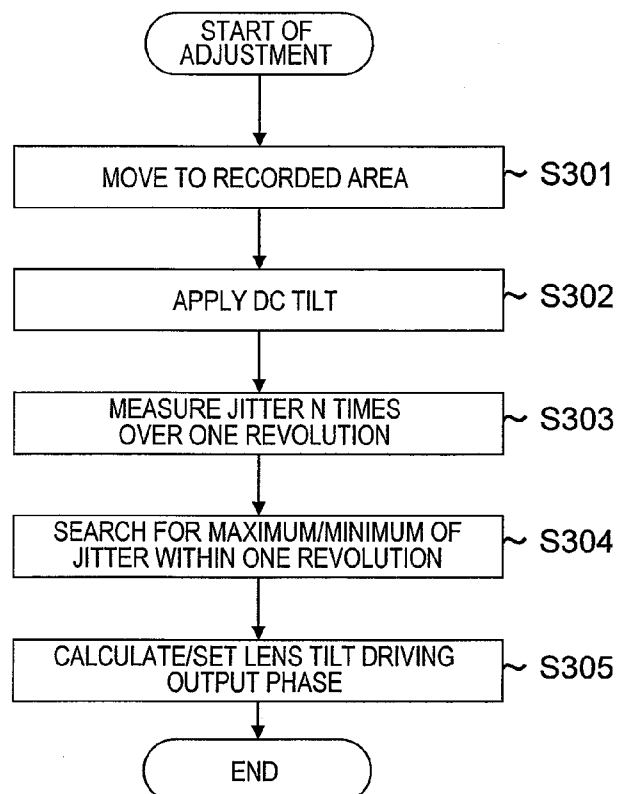 START OF
ADJUSTMENT
MOVE TO RECORDED AREA
~ S301
APPLY DC TILT
~ S302
MEASURE JITTER N TIMES
OVER ONE REVOLUTION
~ S303
SEARCH FOR MAXIMUM/MINIMUM OF
JITTER WITHIN ONE REVOLUTION
~ S304
CALCULATE/SET LENS TILT DRIVING
OUTPUT PHASE
~ S305
END